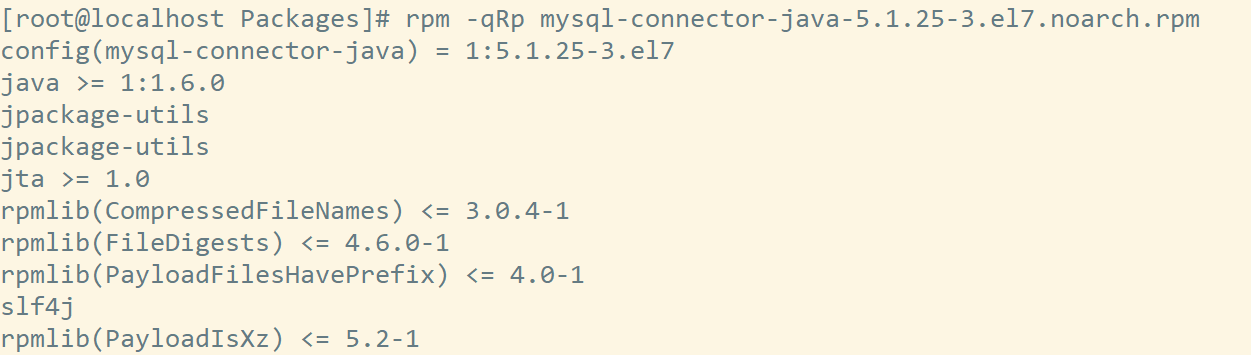 [root@localhost Packages]# rpm -qRp mysql-connector-java-5.1.25-3.el7.noarch.rpm
config(mysql-connector-java) = 1:5.1.25-3.el7
java >= 1:1.6.0
jpackage-utils
jpackage-utils
jta >= 1.0
rpmlib(CompressedFileNames) <= 3.0.4-1
rpmlib(FileDigests) <= 4.6.0-1
rpmlib(PayloadFilesHavePrefix) <= 4.0-1
slf4j
rpmlib(PayloadIsXz) <= 5.2-1